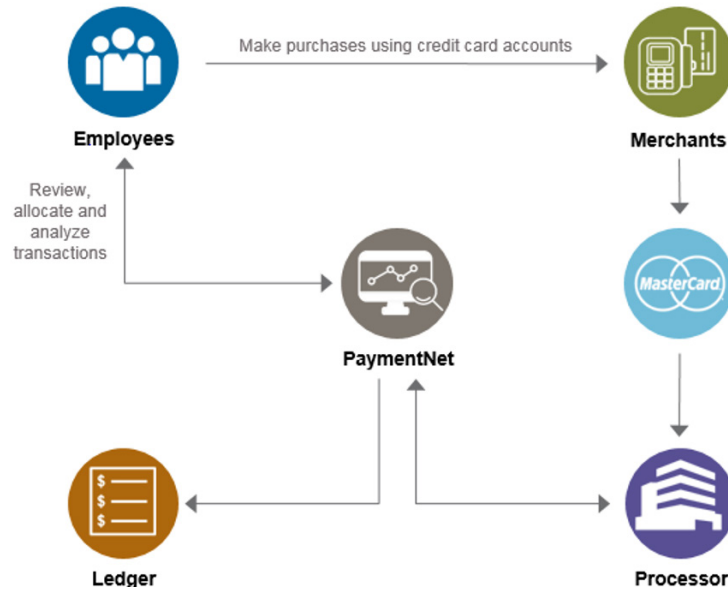 Make purchases using credit card accounts
Employees
Merchants
Review,
allocate and
analyze
transactions
MasterCard
PaymentNet
$
$
$
Ledger
Processor